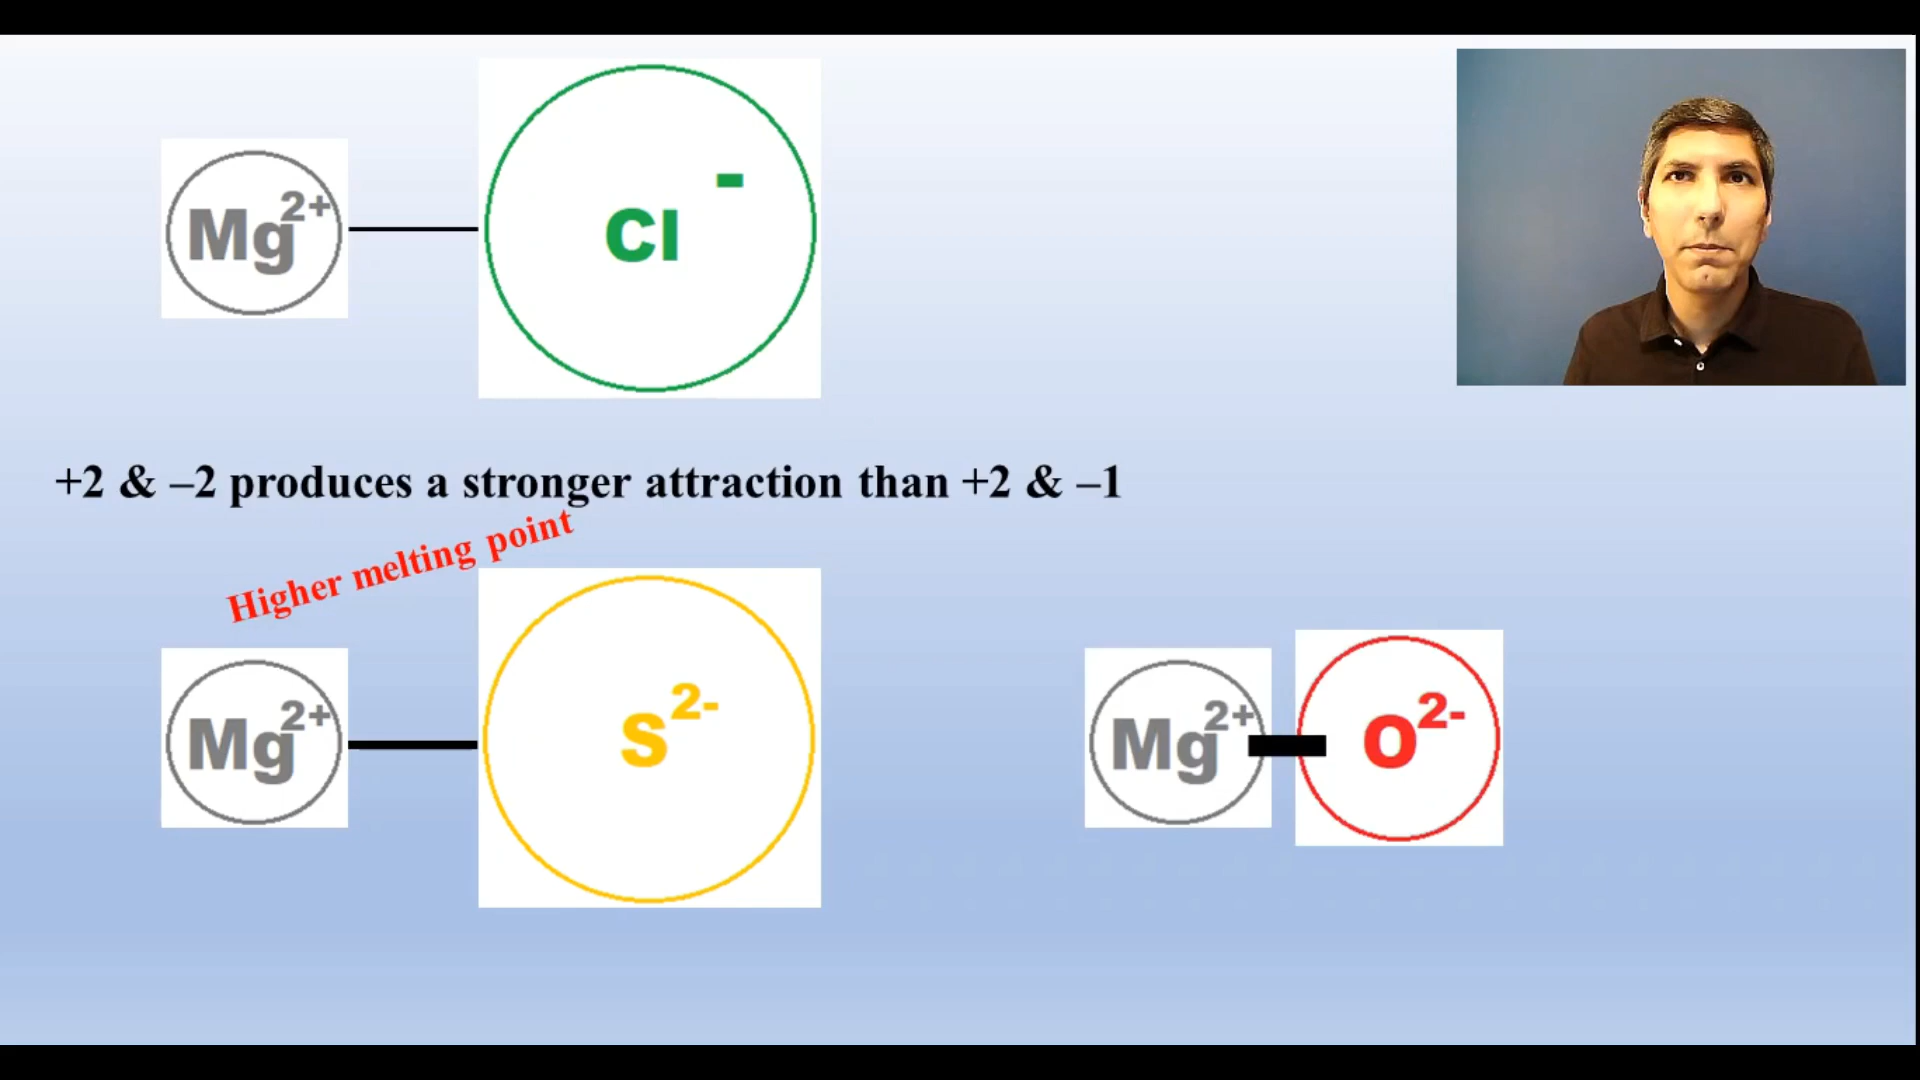 Mg2+
Cl -
+2 & –2 produces a stronger attraction than +2 & –1
Higher melting point
Mg2+
S2-
Mg2+
O2-